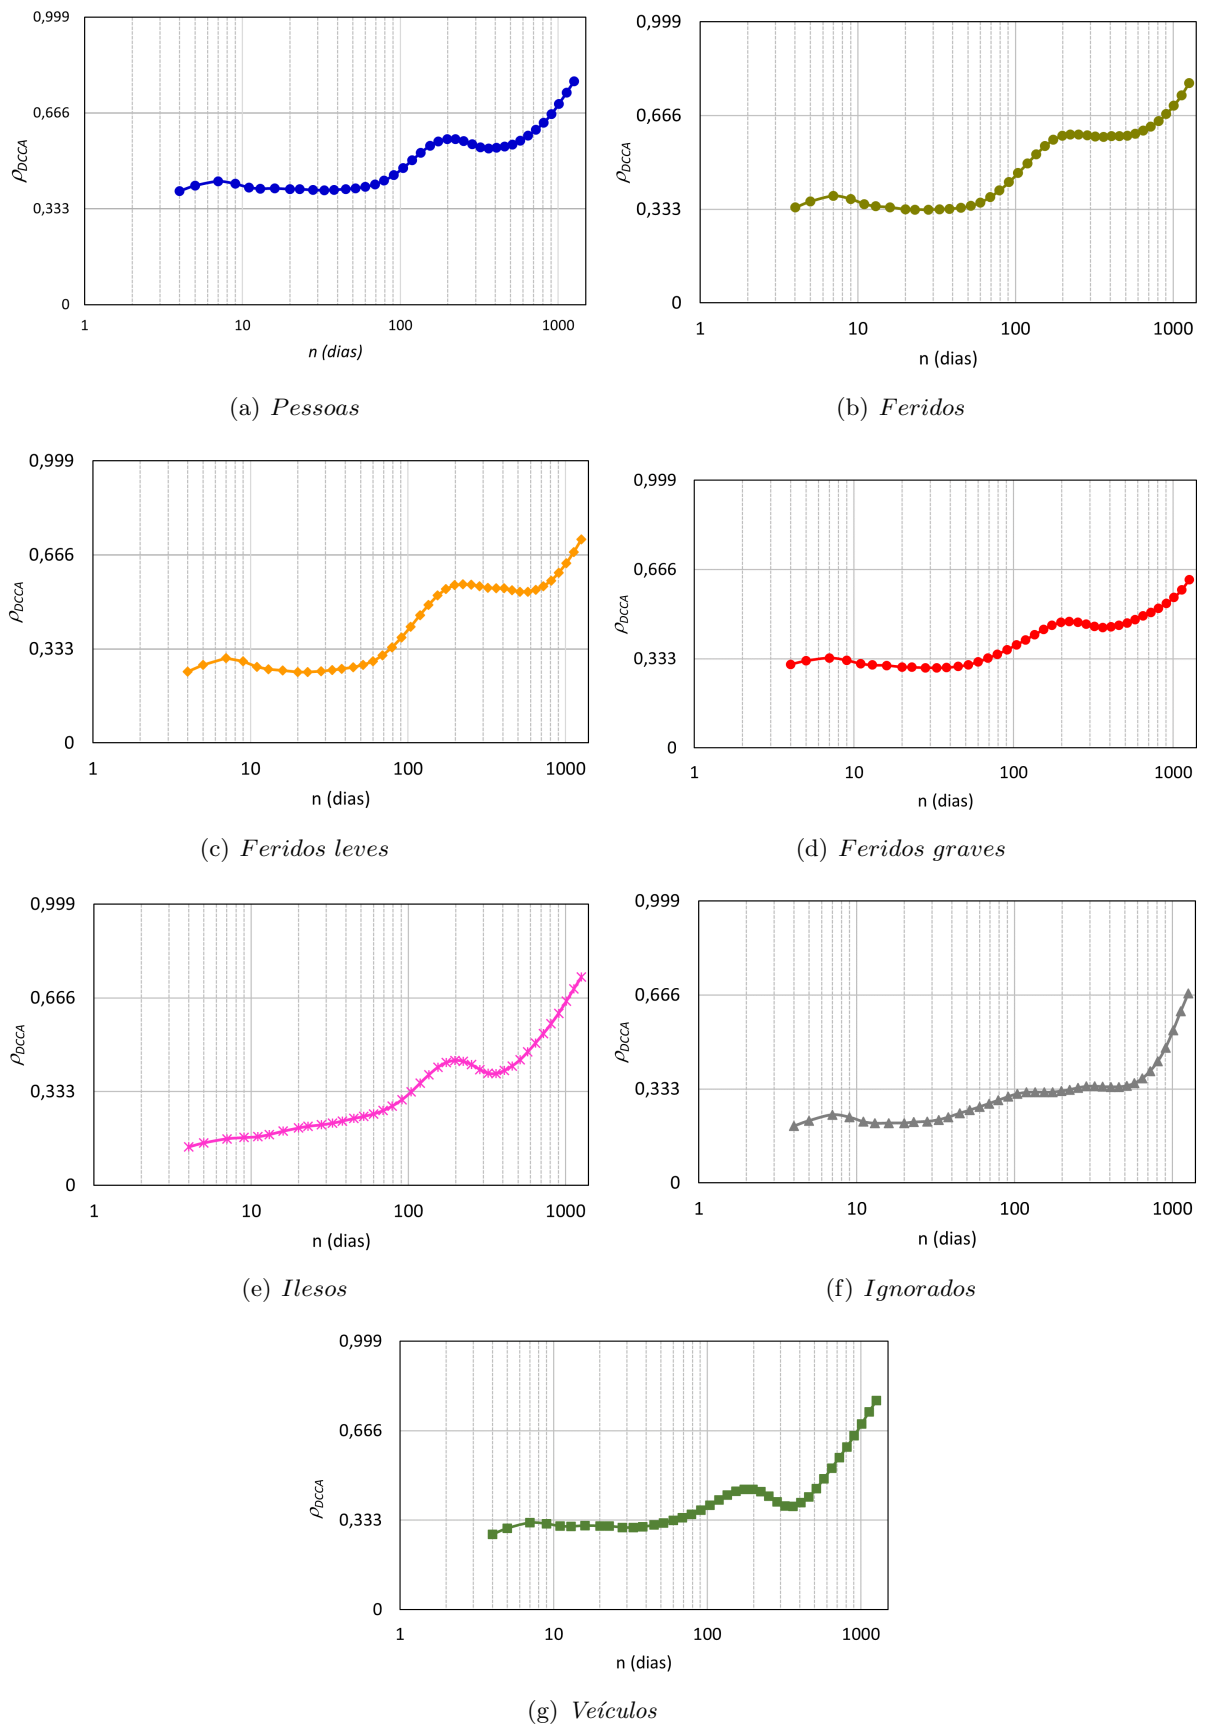 0,999
0,666
0,333
0
ρDCCA
1 10 100 1000
n (dias)
(a) Pessoas
0,999
0,666
0,333
0
ρDCCA
1 10 100 1000
n (dias)
(b) Feridos
0,999
0,666
0,333
0
ρDCCA
1 10 100 1000
n (dias)
(c) Feridos leves
0,999
0,666
0,333
0
ρDCCA
1 10 100 1000
n (dias)
(d) Feridos graves
0,999
0,666
0,333
0
ρDCCA
1 10 100 1000
n (dias)
(e) Ilesos
0,999
0,666
0,333
0
ρDCCA
1 10 100 1000
n (dias)
(f) Ignorados
0,999
0,666
0,333
0
ρDCCA
1 10 100 1000
n (dias)
(g) Veículos